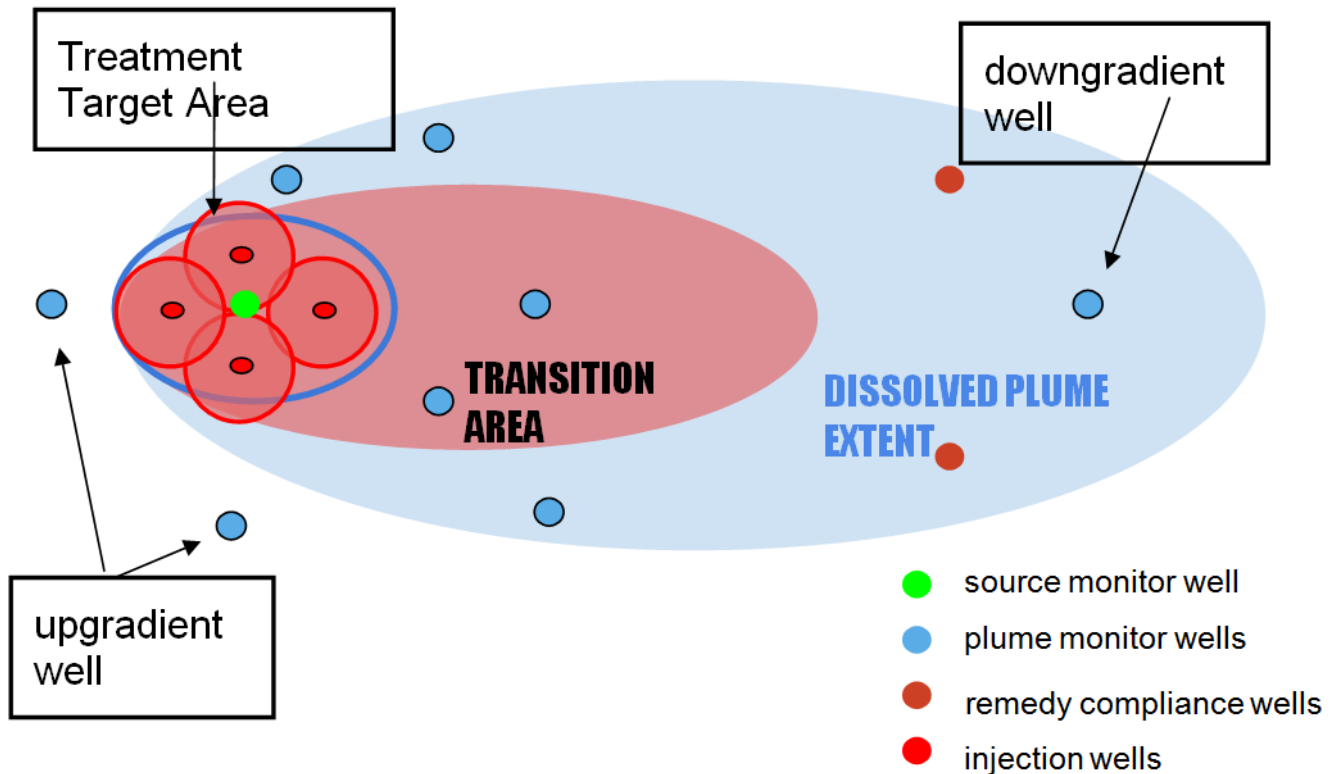 Treatment
Target Area
downgradient
well
TRANSITION
AREA
DISSOLVED PLUME
EXTENT
upgradient
well
source monitor well
plume monitor wells
remedy compliance wells
injection wells